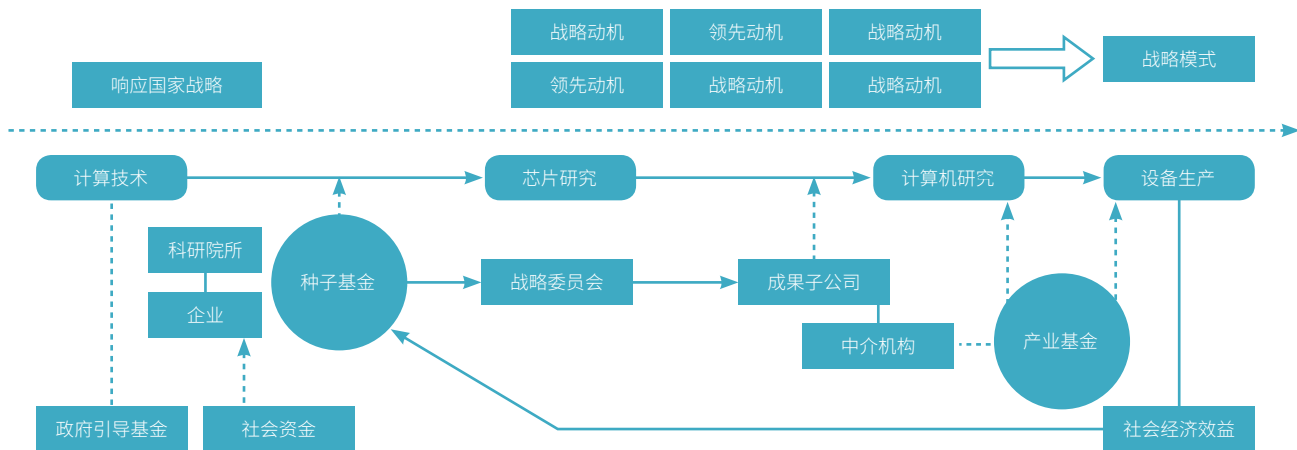 战略动机
领先动机
战略动机
战略模式
响应国家战略
领先动机
战略动机
战略动机
计算技术
芯片研究
计算机研究
设备生产
科研院所
种子基金
战略委员会
成果子公司
企业
中介机构
产业基金
政府引导基金
社会资金
社会经济效益